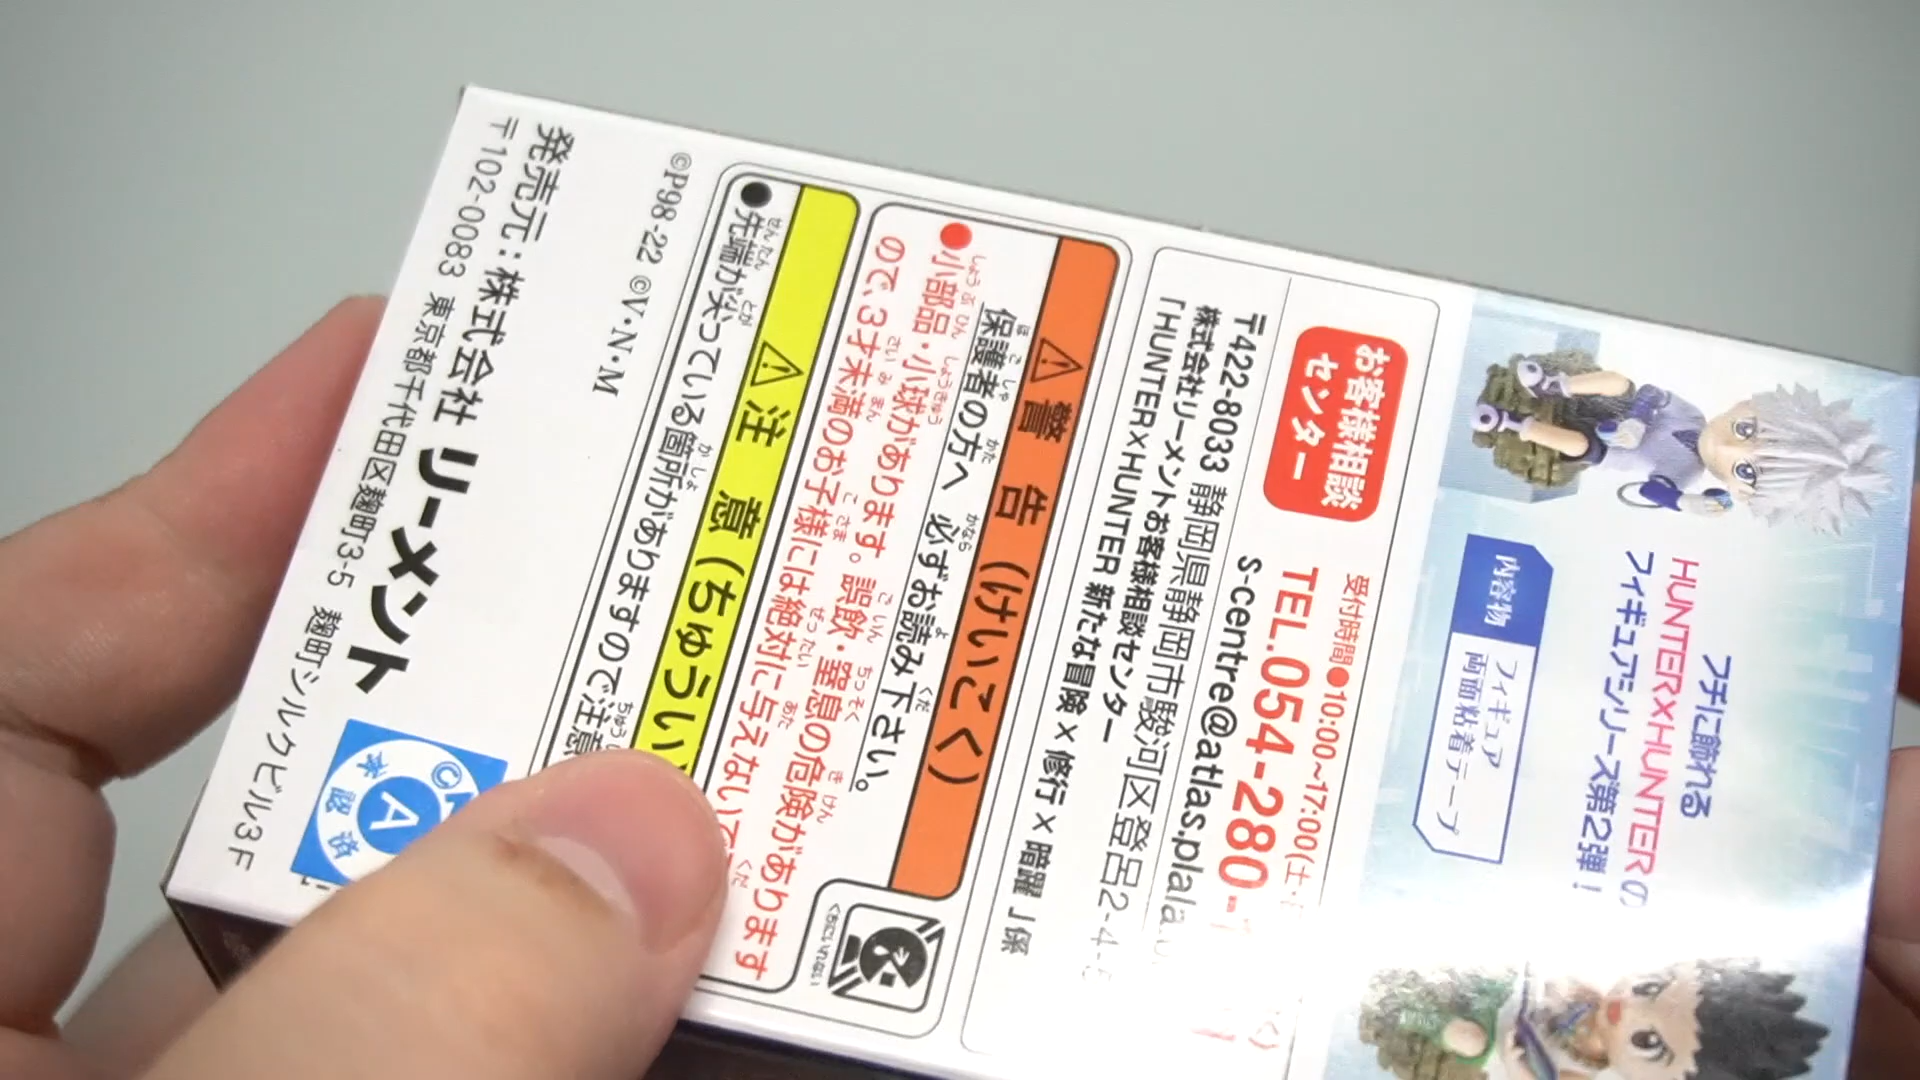 フチに飾れる
HUNTER×HUNTERの
フィギュアシリーズ第2弾！
内容物
フィギュア
両面粘着テープ
お客様相談
センター
受付時間●10:00~17:00(土・
TEL.054-280-
s-centre@atlas.plala.
〒422-8033 静岡県静岡市駿河区登呂2-4-
株式会社リーメントお客様相談センター
「HUNTER×HUNTER 新たな冒険 × 修行 × 暗躍 」係
⚠警 告 (けいこく)
保護者の方へ 必ずお読み下さい。
●小部品・小球があります。誤飲・窒息の危険があります
ので、3才未満のお子様には絶対に与えないで
くちにいれない
⚠注 意 (ちゅうい
●先端が尖っている箇所がありますのでご注意
©P98-22 ©V・N・M
発売元：株式会社 リーメント
〒102-0083 東京都千代田区麹町3-5 麹町シルクビル3F